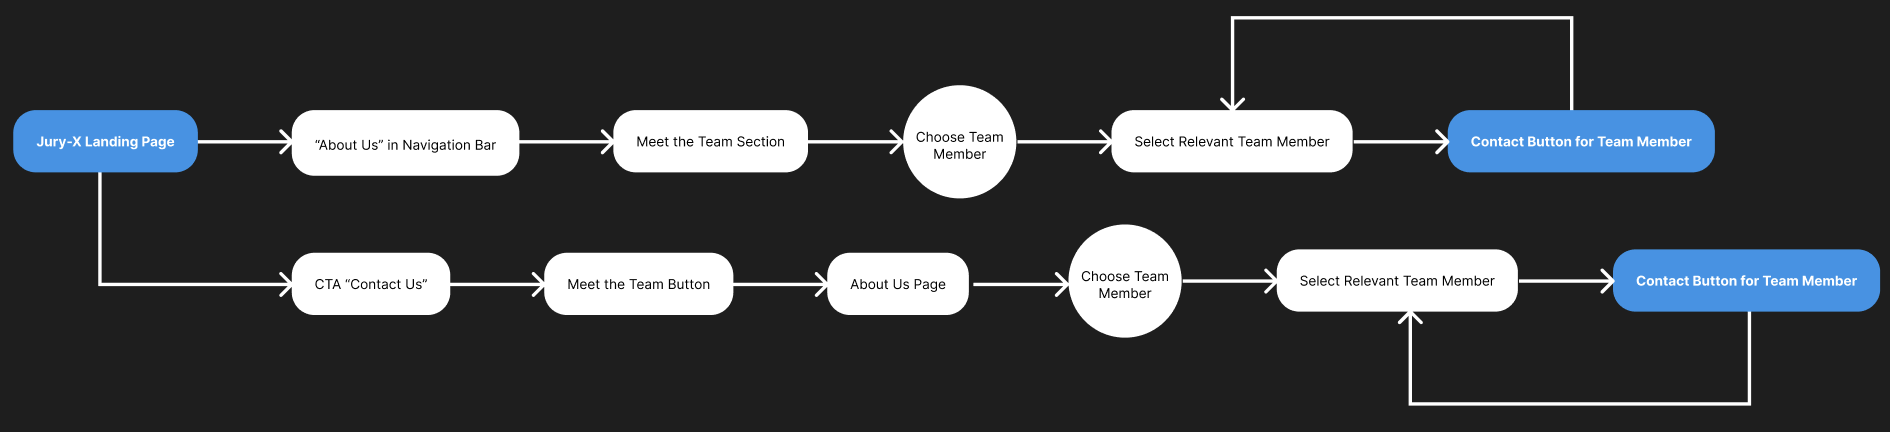 Jury-X Landing Page
“About Us” in Navigation Bar
Meet the Team Section
Choose Team
Member
Select Relevant Team Member
Contact Button for Team Member
CTA “Contact Us”
Meet the Team Button
About Us Page
Choose Team
Member
Select Relevant Team Member
Contact Button for Team Member